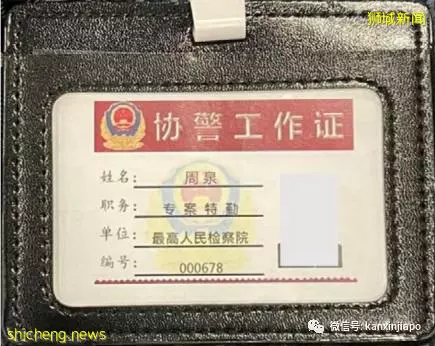 狮城新闻
协警工作证
姓名： 周泉
职务： 专案特勤
单位： 最高人民检察院
编号： 000678
微信号: kanxinjiapo
shicheng.news